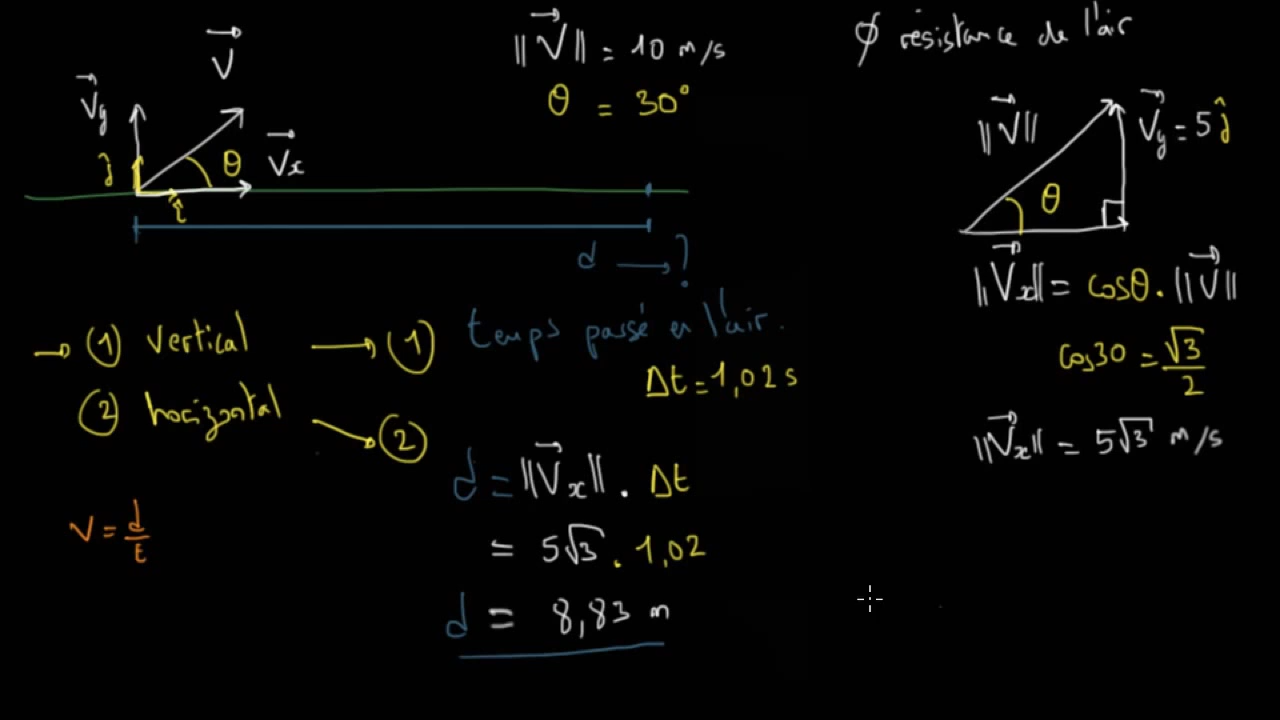 V⃗
V⃗y
V⃗x
θ
ĵ
î
||V⃗|| = 10 m/s
θ = 30°
∅ résistance de l'air
||V⃗||
V⃗y = 5ĵ
θ
d → ?
||V⃗x|| = cosθ . ||V⃗||
cos30 = √3/2
||V⃗x|| = 5√3 m/s
→ ① vertical → ① temps passé en l'air.
Δt = 1,02 s
② horizontal → ②
d = ||V⃗x|| . Δt
= 5√3 . 1,02
d = 8,83 m
v = d/t